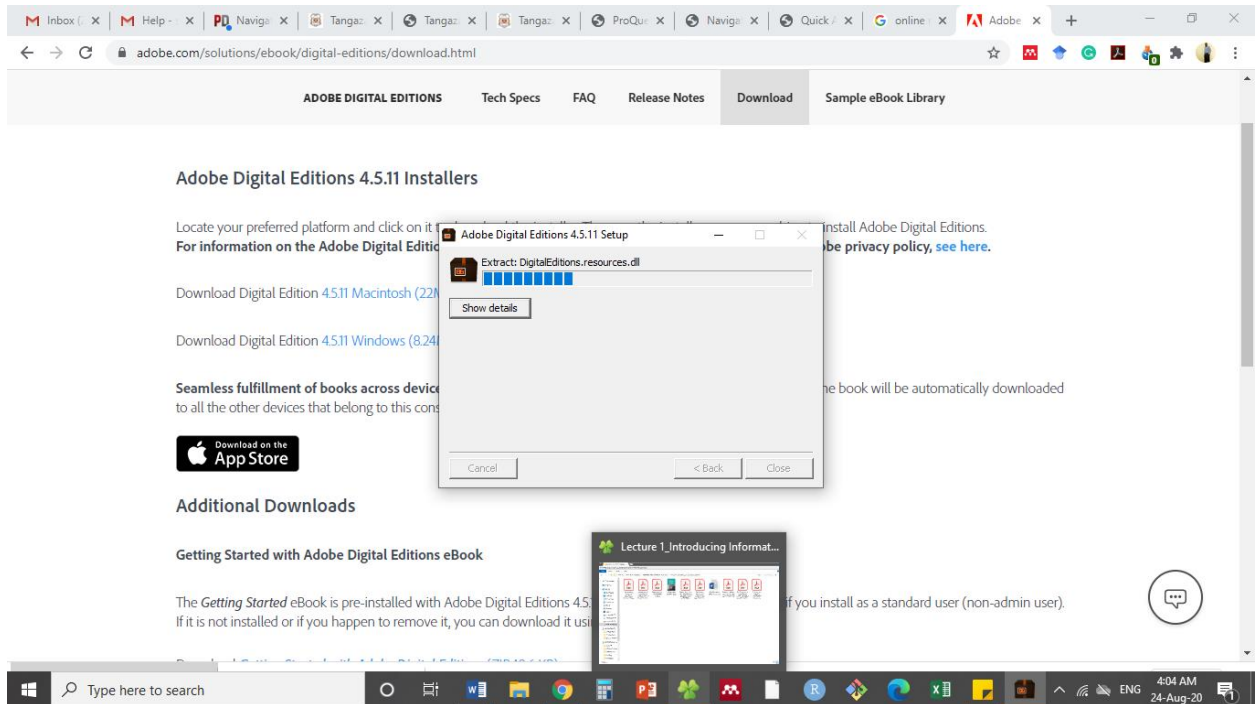 Inbox (
Help -
Naviga
Tangaz
Tangaz
Tangaz
ProQue
Naviga
Quick
online
Adobe
adobe.com/solutions/ebook/digital-editions/download.html
ADOBE DIGITAL EDITIONS Tech Specs FAQ Release Notes Download Sample eBook Library
Adobe Digital Editions 4.5.11 Installers
Locate your preferred platform and click on it install Adobe Digital Editions.
For information on the Adobe Digital Editio be privacy policy, see here.
Download Digital Edition 4.5.11 Macintosh (22M
Download Digital Edition 4.5.11 Windows (8.24
Seamless fulfillment of books across device he book will be automatically downloaded
to all the other devices that belong to this cons
Download on the
App Store
Additional Downloads
Getting Started with Adobe Digital Editions eBook
The Getting Started eBook is pre-installed with Adobe Digital Editions 4.5. if you install as a standard user (non-admin user).
If it is not installed or if you happen to remove it, you can download it usi
Adobe Digital Editions 4.5.11 Setup
Extract: DigitalEditions.resources.dll
Show details
Cancel < Back Close
Lecture 1_Introducing Informat...
Type here to search
ENG
4:04 AM
24-Aug-20